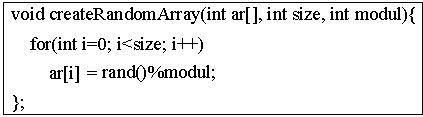 void createRandomArray(int ar[], int size, int modul){
for(int i=0; i<size; i++)
ar[i] = rand()%modul;
};